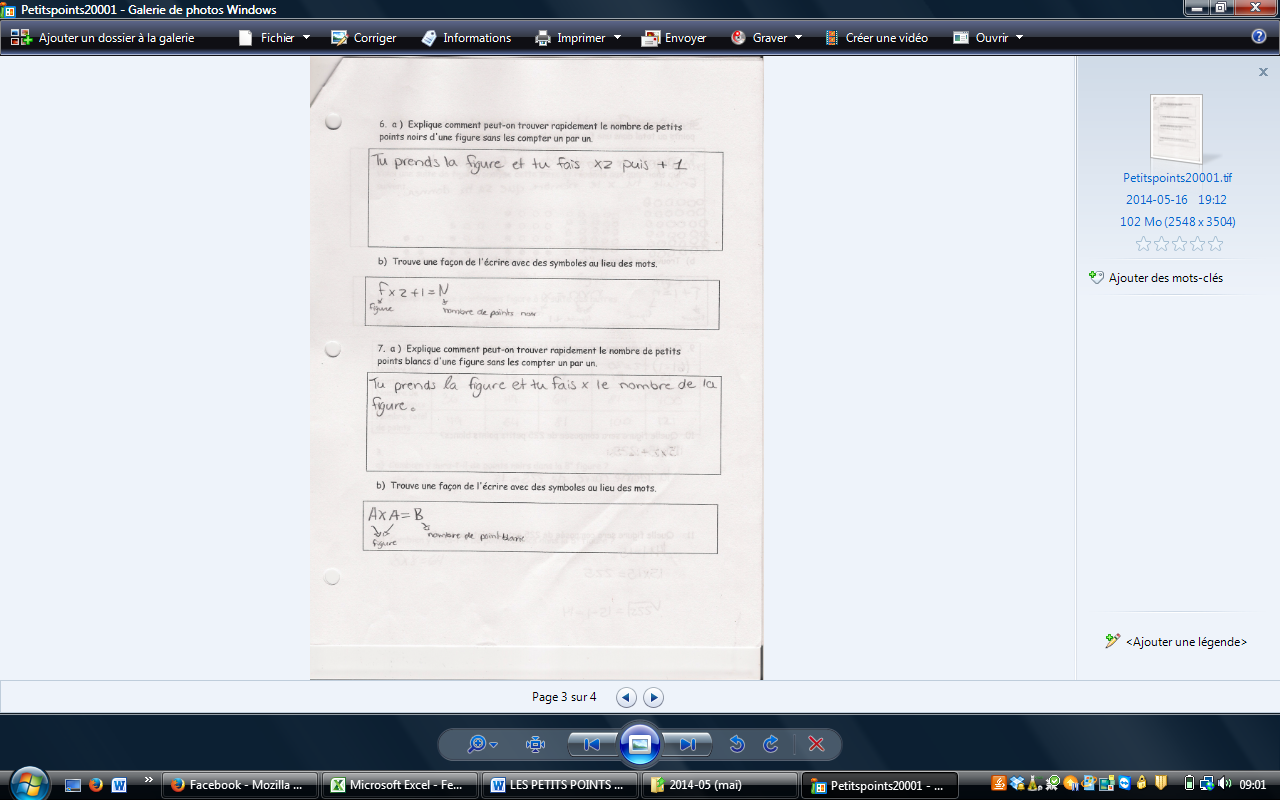 Petitspoints20001 - Galerie de photos Windows
Ajouter un dossier à la galerie Fichier Corriger Informations Imprimer Envoyer Graver Créer une vidéo Ouvrir
6. a ) Explique comment peut-on trouver rapidement le nombre de petits
points noirs d'une figure sans les compter un par un.
Tu prends la figure et tu fais x2 puis + 1
b) Trouve une façon de l'écrire avec des symboles au lieu des mots.
f x 2 + 1 = N
figure nombre de points noir
7. a ) Explique comment peut-on trouver rapidement le nombre de petits
points blancs d'une figure sans les compter un par un.
Tu prends la figure et tu fais x le nombre de la
figure.
b) Trouve une façon de l'écrire avec des symboles au lieu des mots.
A x A = B
figure nombre de point blanc
Petitspoints20001.tif
2014-05-16 19:12
102 Mo (2548 x 3504)
Ajouter des mots-clés
<Ajouter une légende>
Page 3 sur 4
Facebook - Mozilla ... Microsoft Excel - Fe... LES PETITS POINTS ... 2014-05 (mai) Petitspoints20001 - ... 09:01